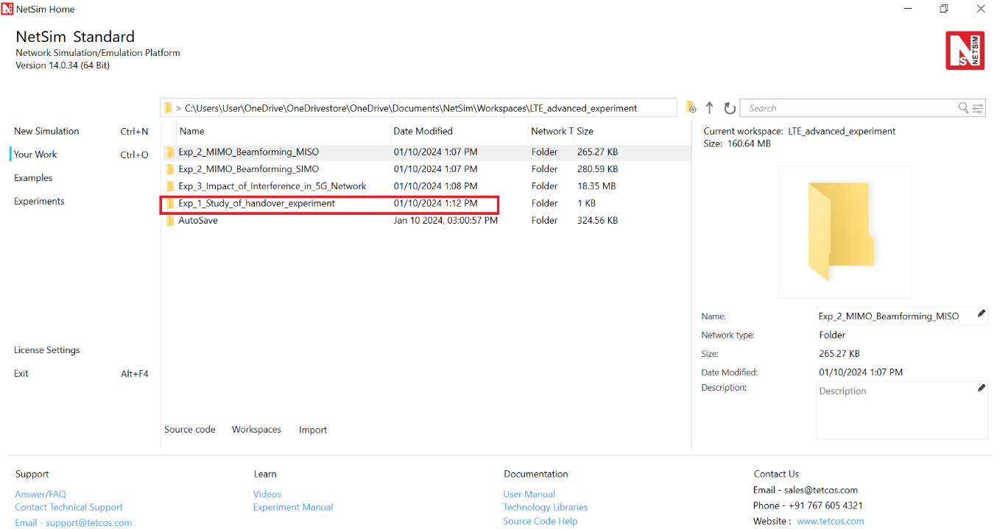 NetSim Home
NetSim Standard
Network Simulation/Emulation Platform
Version 14.0.34 (64 Bit)
NETSIM
> C:\Users\User\OneDrive\OneDrivestore\OneDrive\Documents\NetSim\Workspaces\LTE_advanced_experiment
Search
New Simulation Ctrl+N
Your Work Ctrl+O
Examples
Experiments
License Settings
Exit Alt+F4
Name Date Modified Network T Size
Exp_2_MIMO_Beamforming_MISO 01/10/2024 1:07 PM Folder 265.27 KB
Exp_2_MIMO_Beamforming_SIMO 01/10/2024 1:07 PM Folder 280.59 KB
Exp_3_Impact_of_Interference_in_5G_Network 01/10/2024 1:08 PM Folder 18.35 MB
Exp_1_Study_of_handover_experiment 01/10/2024 1:12 PM Folder 1 KB
AutoSave Jan 10 2024, 03:00:57 PM Folder 324.56 KB
Source code Workspaces Import
Current workspace: LTE_advanced_experiment
Size: 160.64 MB
Name: Exp_2_MIMO_Beamforming_MISO
Network type: Folder
Size: 265.27 KB
Date Modified: 01/10/2024 1:07 PM
Description: Description
Support
Answer/FAQ
Contact Technical Support
Email - support@tetcos.com
Learn
Videos
Experiment Manual
Documentation
User Manual
Technology Libraries
Source Code Help
Contact Us
Email - sales@tetcos.com
Phone - +91 767 605 4321
Website : www.tetcos.com